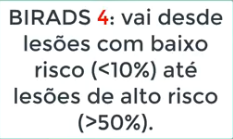 BIRADS 4: vai desde
lesões com baixo
risco (<10%) até
lesões de alto risco
(>50%).